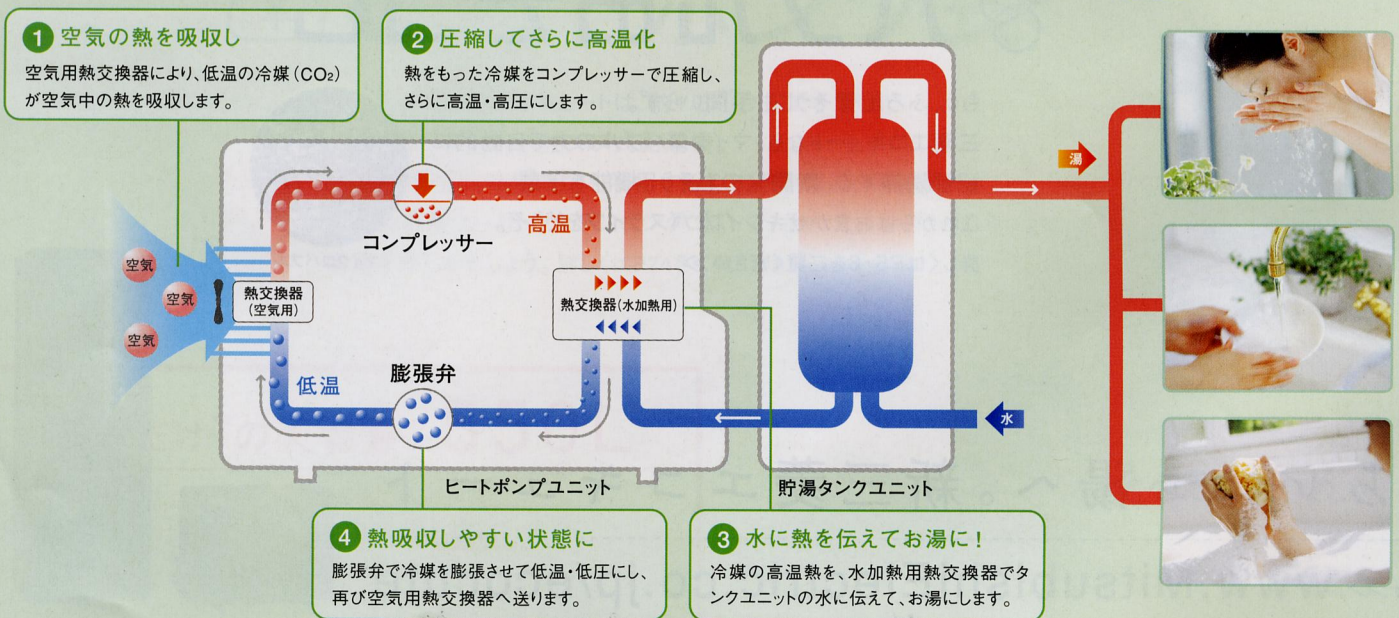 1 空気の熱を吸収し
空気用熱交換器により、低温の冷媒(CO₂)
が空気中の熱を吸収します。
2 圧縮してさらに高温化
熱をもった冷媒をコンプレッサーで圧縮し、
さらに高温・高圧にします。
湯
高温
コンプレッサー
空気
空気
空気
熱交換器
(空気用)
熱交換器(水加熱用)
低温
膨張弁
水
ヒートポンプユニット
貯湯タンクユニット
4 熱吸収しやすい状態に
膨張弁で冷媒を膨張させて低温・低圧にし、
再び空気用熱交換器へ送ります。
3 水に熱を伝えてお湯に!
冷媒の高温熱を、水加熱用熱交換器でタ
ンクユニットの水に伝えて、お湯にします。